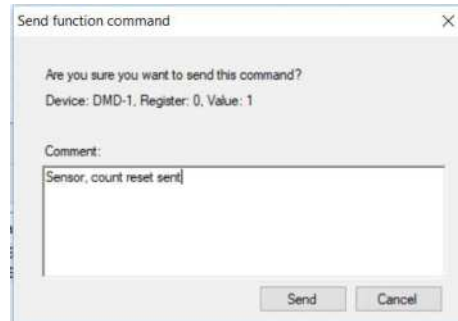 Send function command
Are you sure you want to send this command?
Device: DMD-1, Register: 0, Value: 1
Comment:
Sensor, count reset sent
Send Cancel